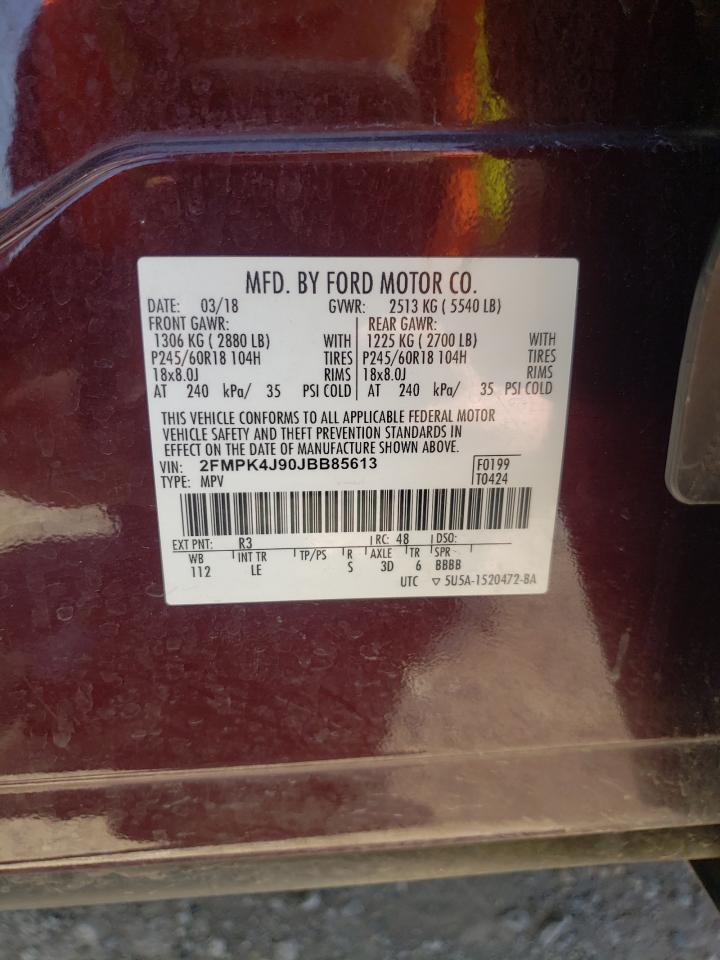 MFD. BY FORD MOTOR CO.
DATE: 03/18 GVWR: 2513 KG ( 5540 LB)
FRONT GAWR: REAR GAWR:
1306 KG ( 2880 LB) WITH 1225 KG ( 2700 LB) WITH
P245/60R18 104H TIRES P245/60R18 104H TIRES
18x8.0J RIMS 18x8.0J RIMS
AT 240 kPa/ 35 PSI COLD AT 240 kPa/ 35 PSI COLD
THIS VEHICLE CONFORMS TO ALL APPLICABLE FEDERAL MOTOR
VEHICLE SAFETY AND THEFT PREVENTION STANDARDS IN
EFFECT ON THE DATE OF MANUFACTURE SHOWN ABOVE.
VIN: 2FMPK4J90JBB85613 F0199
TYPE: MPV T0424
EXT PNT: R3 RC: 48 DSO:
WB INT TR TP/PS R AXLE TR SPR
112 LE S 3D 6 BBBB
UTC ▽ 5U5A-1520472-BA